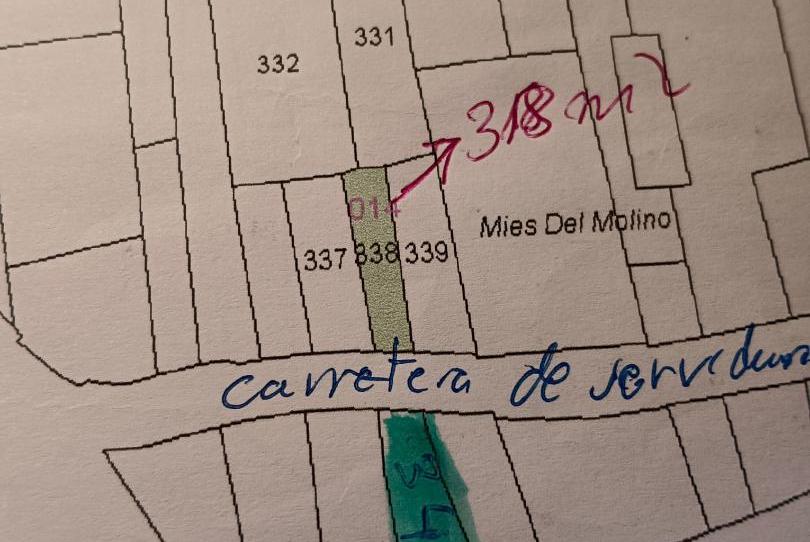 331
332
318 m²
014
Mies Del Molino
337 338 339
carretera de servidum